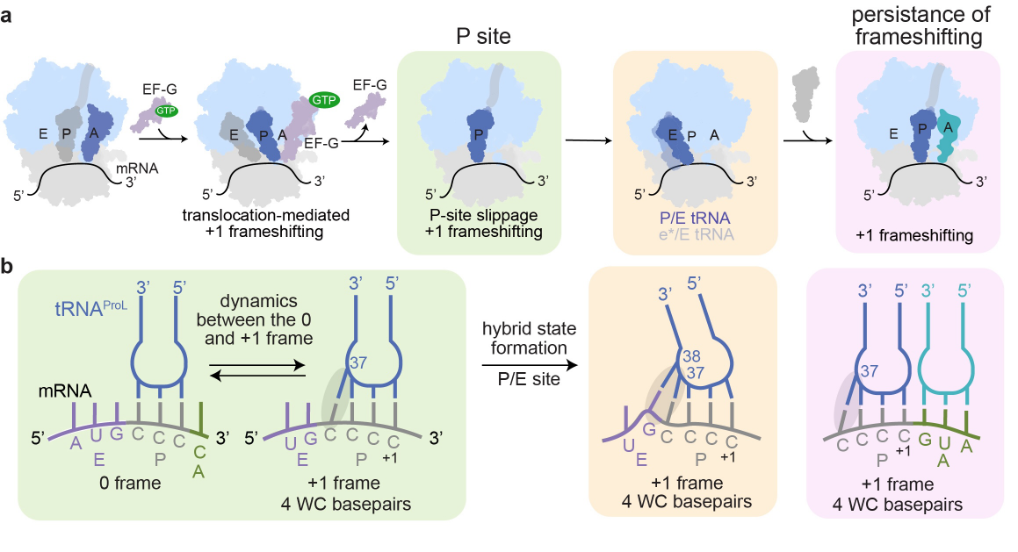 a
persistance of
frameshifting
P site
EF-G
GTP
E P A
mRNA
5’ 3’
E P A
GTP
EF-G
5’ 3’
translocation-mediated
+1 frameshifting
EF-G
P
5’ 3’
P-site slippage
+1 frameshifting
E P A
5’ 3’
P/E tRNA
e*/E tRNA
E P A
5’ 3’
+1 frameshifting
b
tRNAProL
3’ 5’
mRNA
5’ A U G C C C C A 3’
E P
0 frame
dynamics
between the 0
and +1 frame
3’ 5’
37
5’ U G C C C C 3’
E P +1
+1 frame
4 WC basepairs
hybrid state
formation
P/E site
3’ 5’
38
37
U G C C C C
E P +1
+1 frame
4 WC basepairs
3’ 5’ 3’ 5’
37
C C C C G U A
P +1 A
+1 frame
4 WC basepairs